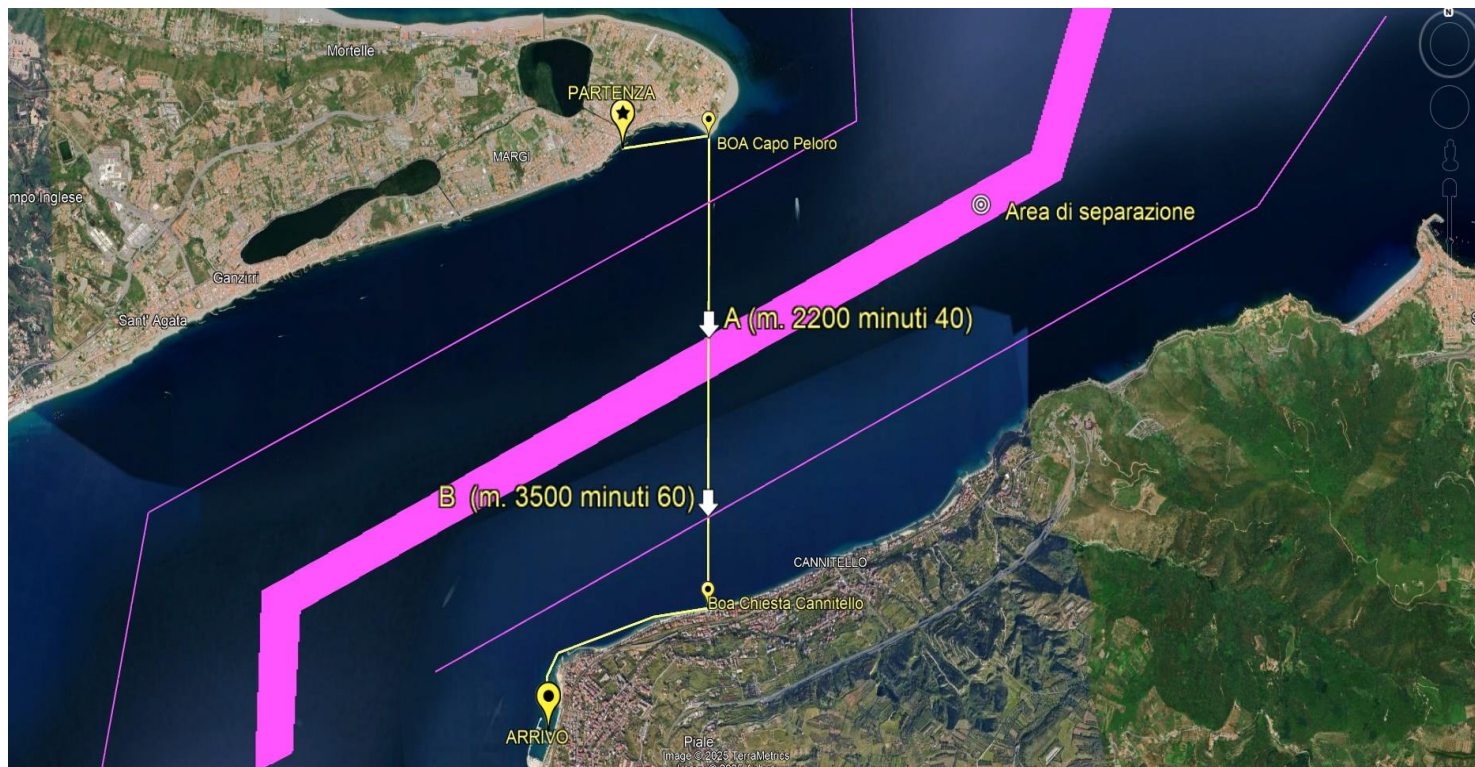 N
Mortelle
PARTENZA
BOA Capo Peloro
MARGI
mpo Inglese
Area di separazione
Ganzirri
Sant' Agata
A (m. 2200 minuti 40)
B (m. 3500 minuti 60)
CANNITELLO
Boa Chiesta Cannitello
ARRIVO
Piale
Image © 2025 TerraMetrics